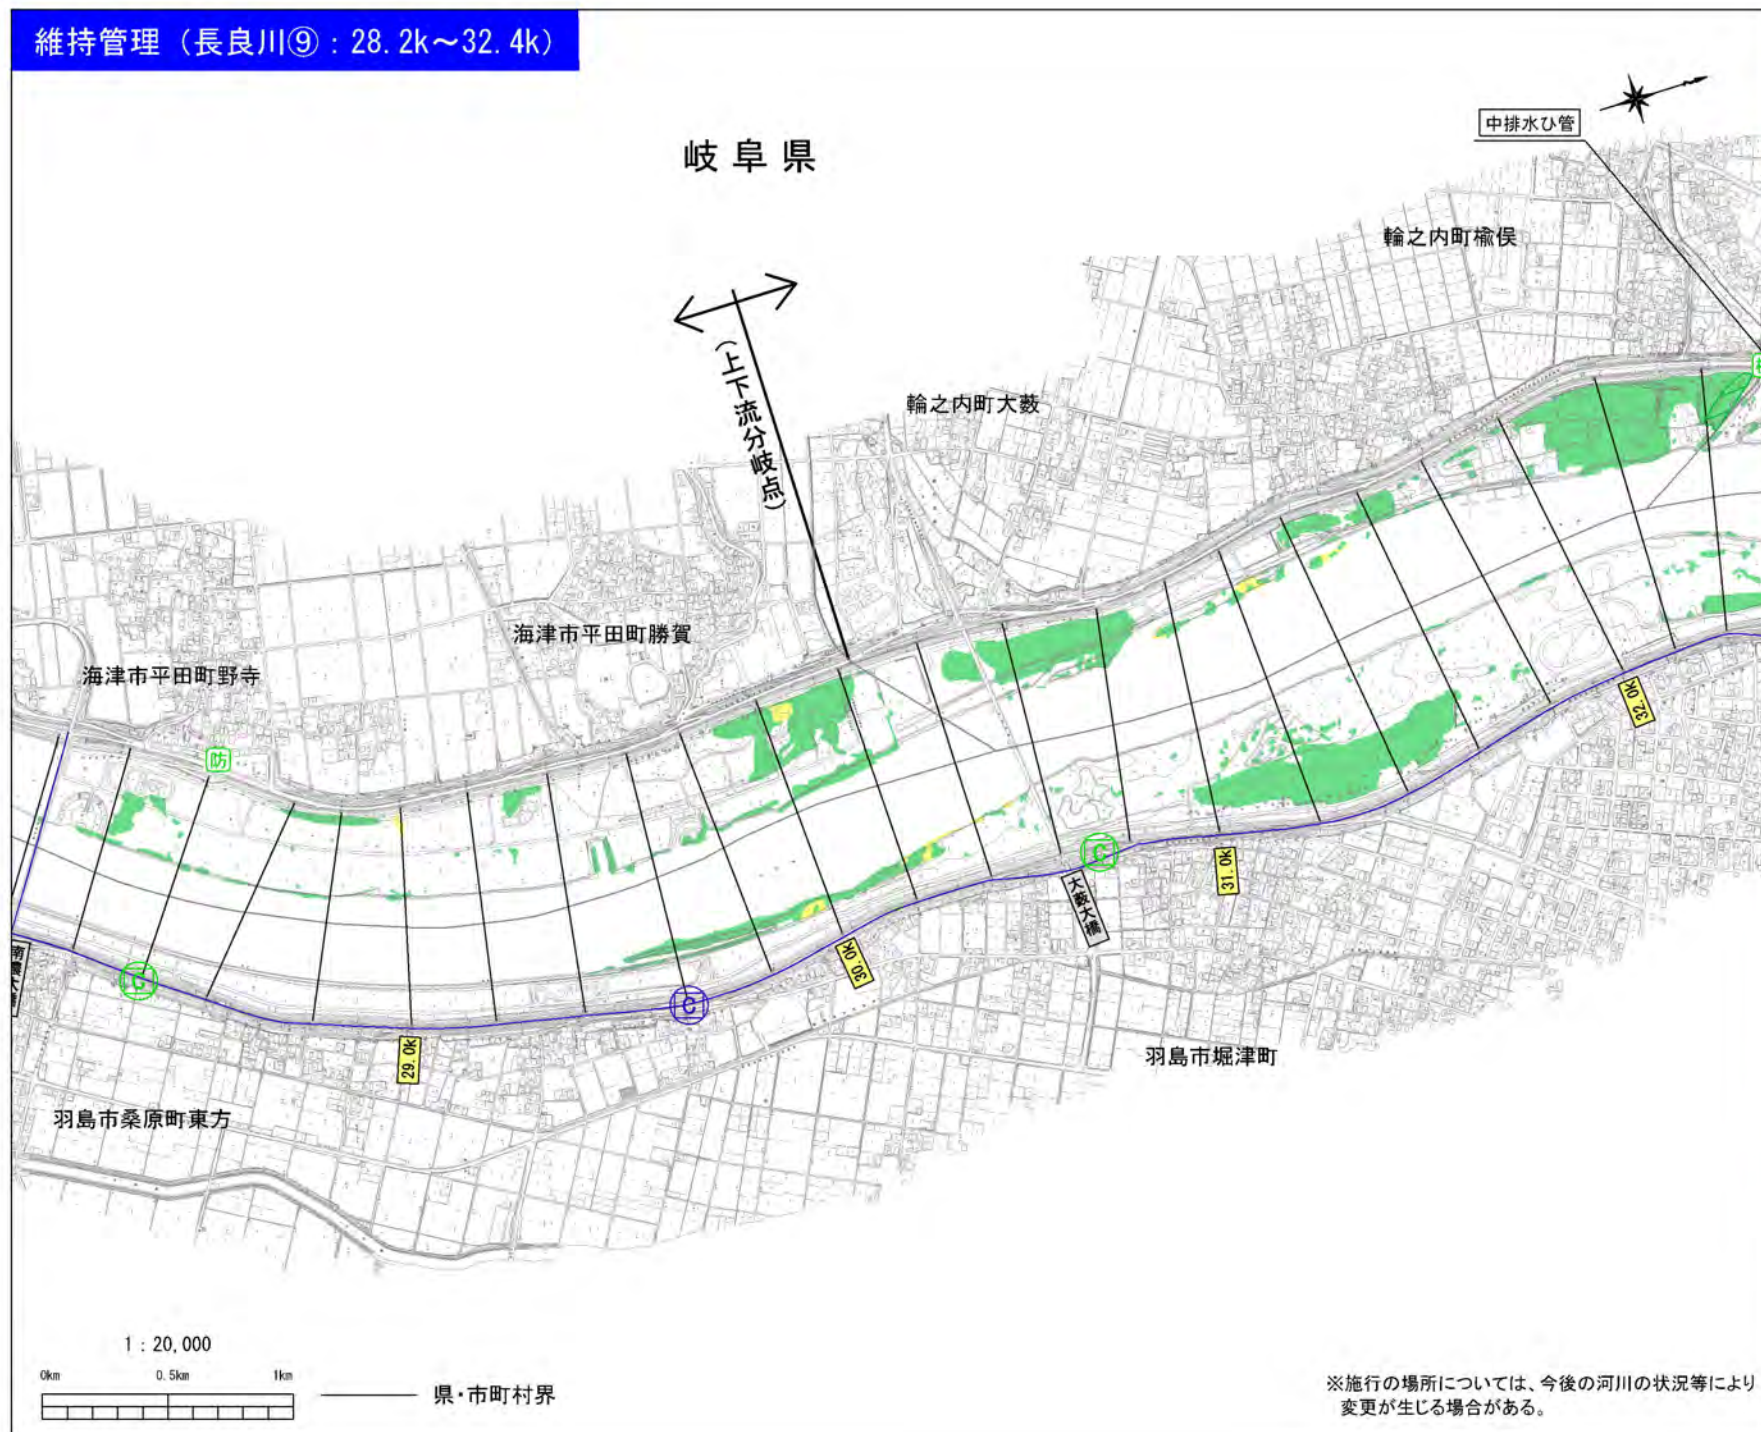 維持管理（長良川⑨：28.2k～32.4k）
岐阜県
中排水ひ管
輪之内町楡俣
（上下流分岐点）
輪之内町大薮
海津市平田町勝賀
海津市平田町野寺
防
32.0k
C
31.0k
大薮大橋
30.0k
G
C
29.0k
羽島市堀津町
羽島市桑原町東方
1：20,000
0km 0.5km 1km
県・市町村界
※施行の場所については、今後の河川の状況等により
変更が生じる場合がある。